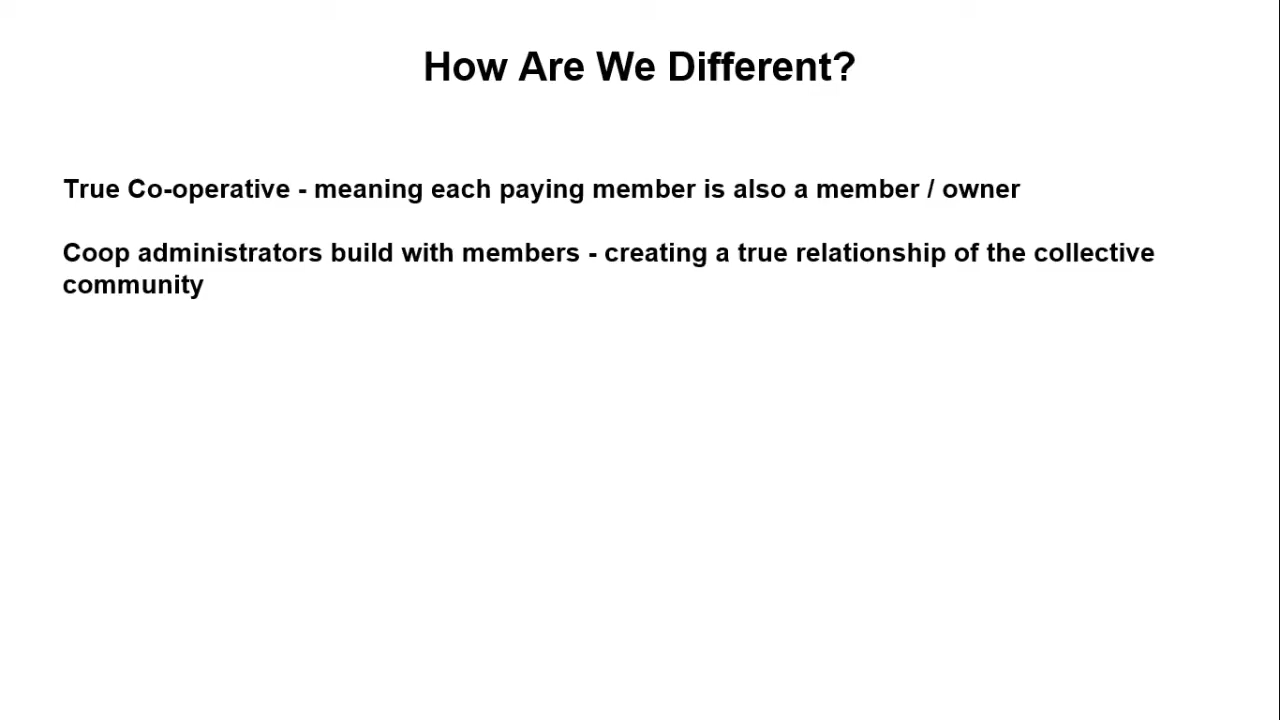 How Are We Different?
True Co-operative - meaning each paying member is also a member / owner
Coop administrators build with members - creating a true relationship of the collective
community